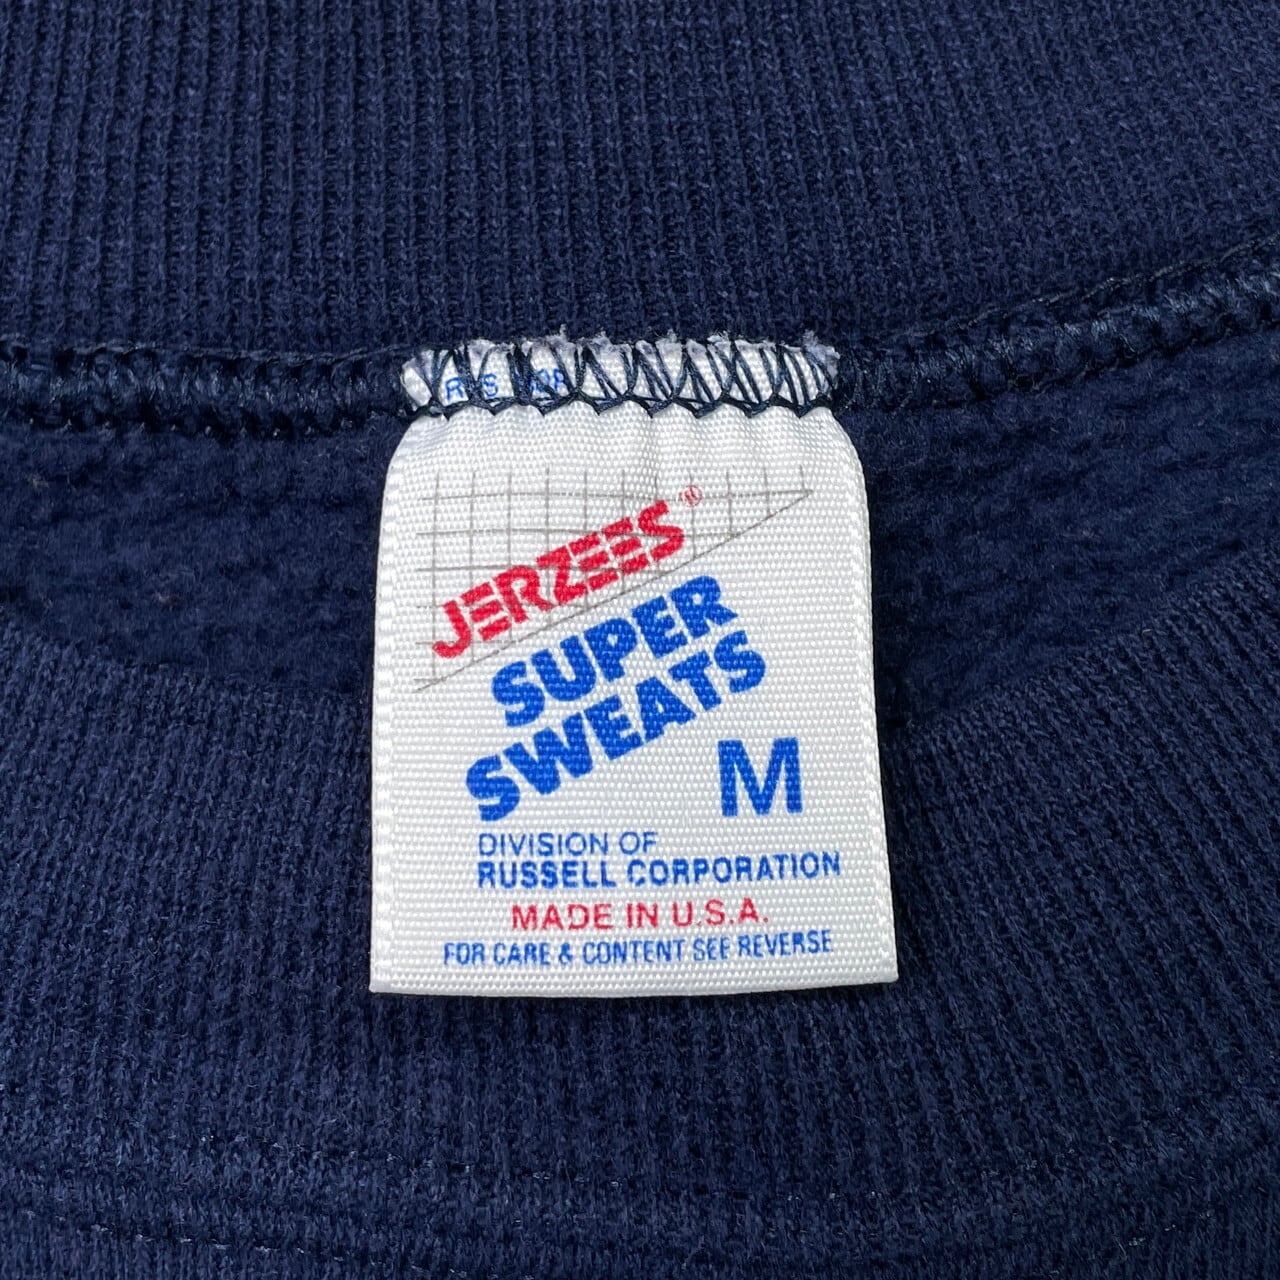 JERZEES®
SUPER
SWEATS
M
DIVISION OF
RUSSELL CORPORATION
MADE IN U.S.A.
FOR CARE & CONTENT SEE REVERSE